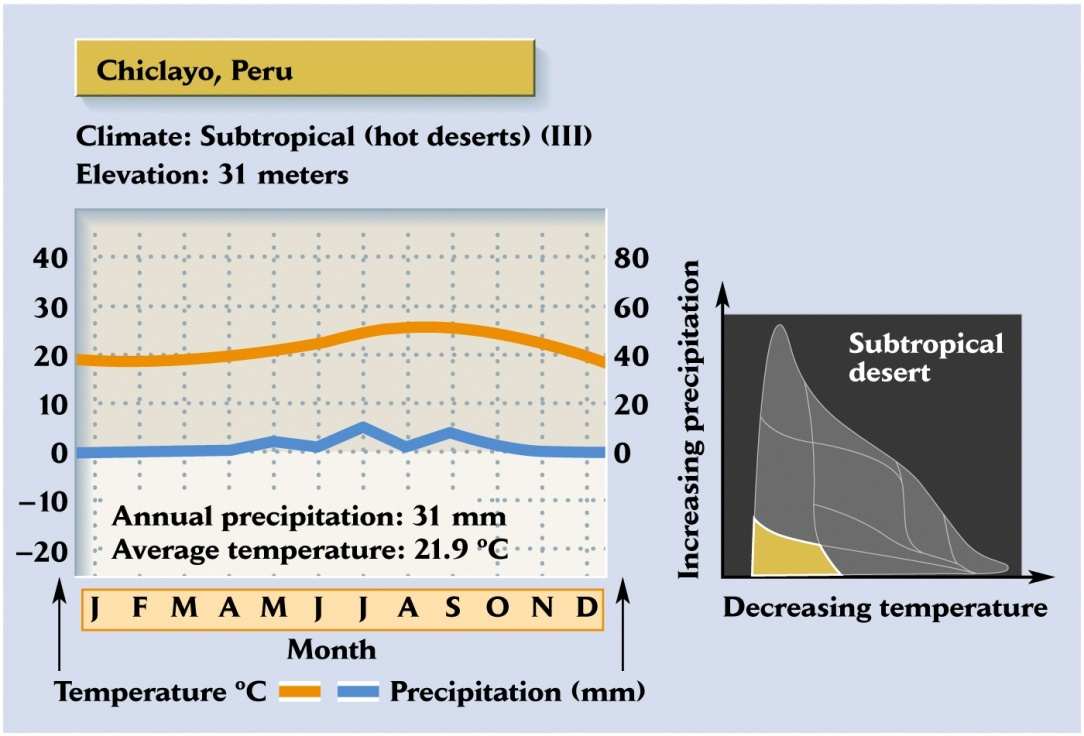 Chiclayo, Peru
Climate: Subtropical (hot deserts) (III)
Elevation: 31 meters
40
30
20
10
0
–10
–20
80
60
40
20
0
Annual precipitation: 31 mm
Average temperature: 21.9 ºC
J F M A M J J A S O N D
Month
Temperature ºC
Precipitation (mm)
Increasing precipitation
Subtropical
desert
Decreasing temperature